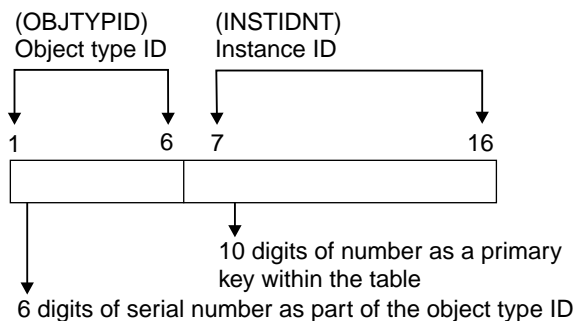 (OBJTYPID) (INSTIDNT)
Object type ID Instance ID
1 6 7 16
10 digits of number as a primary
key within the table
6 digits of serial number as part of the object type ID